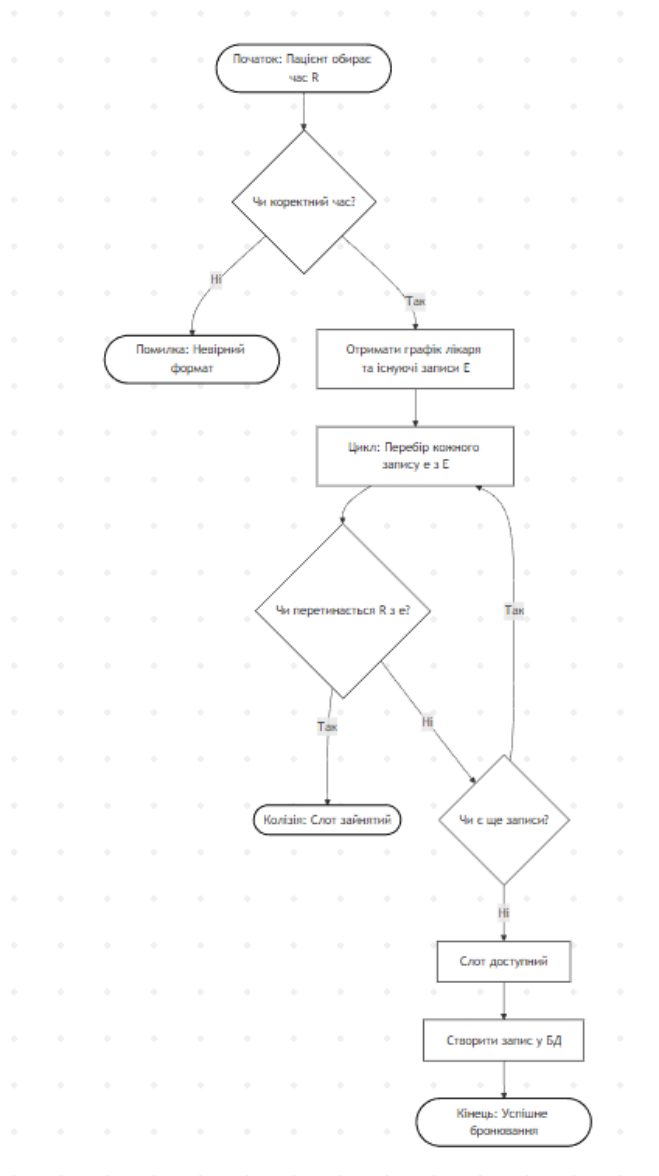 Початок: Пацієнт обирає
час R
Чи коректний час?
Ні
Так
Помилка: Невірний
формат
Отримати графік лікаря
та існуючі записи E
Цикл: Перебір кожного
запису e з E
Чи перетинається R з e?
Так
Так
Ні
Колізія: Слот зайнятий
Чи є ще записи?
Ні
Слот доступний
Створити запис у БД
Кінець: Успішне
бронювання